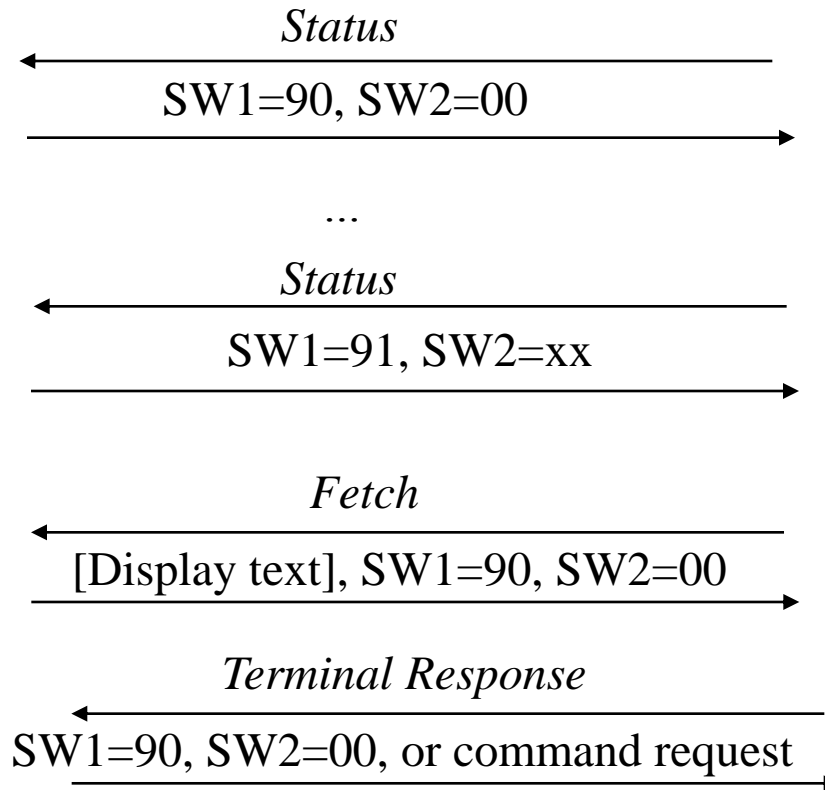 Status
SW1=90, SW2=00
...
Status
SW1=91, SW2=xx
Fetch
[Display text], SW1=90, SW2=00
Terminal Response
SW1=90, SW2=00, or command request